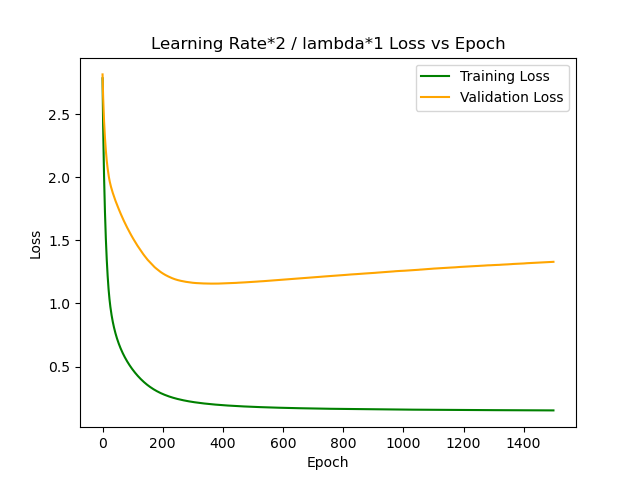 Learning Rate*2 / lambda*1 Loss vs Epoch
Training Loss
Validation Loss
2.5
2.0
1.5
1.0
0.5
Loss
0 200 400 600 800 1000 1200 1400
Epoch